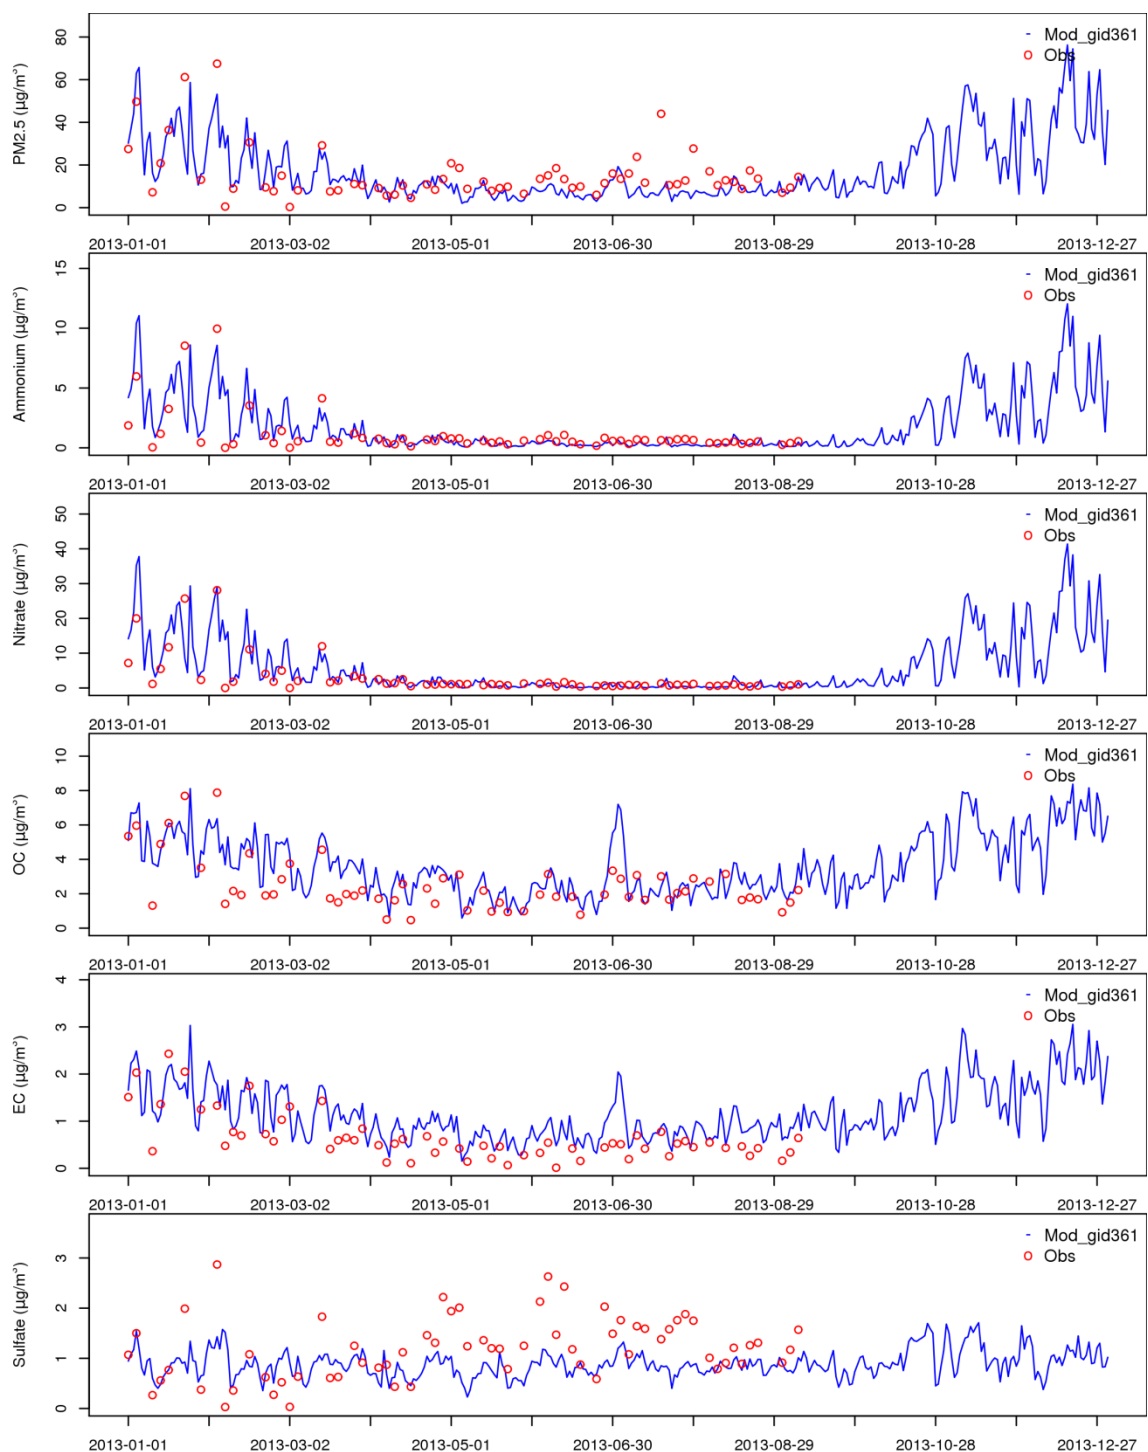 PM2.5 (µg/m³)
80
60
40
20
0
- Mod_gid361
o Obs
2013-01-01 2013-03-02 2013-05-01 2013-06-30 2013-08-29 2013-10-28 2013-12-27
Ammonium (µg/m³)
15
10
5
0
- Mod_gid361
o Obs
2013-01-01 2013-03-02 2013-05-01 2013-06-30 2013-08-29 2013-10-28 2013-12-27
Nitrate (µg/m³)
50
40
30
20
10
0
- Mod_gid361
o Obs
2013-01-01 2013-03-02 2013-05-01 2013-06-30 2013-08-29 2013-10-28 2013-12-27
OC (µg/m³)
10
8
6
4
2
0
- Mod_gid361
o Obs
2013-01-01 2013-03-02 2013-05-01 2013-06-30 2013-08-29 2013-10-28 2013-12-27
EC (µg/m³)
4
3
2
1
0
- Mod_gid361
o Obs
2013-01-01 2013-03-02 2013-05-01 2013-06-30 2013-08-29 2013-10-28 2013-12-27
Sulfate (µg/m³)
3
2
1
0
- Mod_gid361
o Obs
2013-01-01 2013-03-02 2013-05-01 2013-06-30 2013-08-29 2013-10-28 2013-12-27